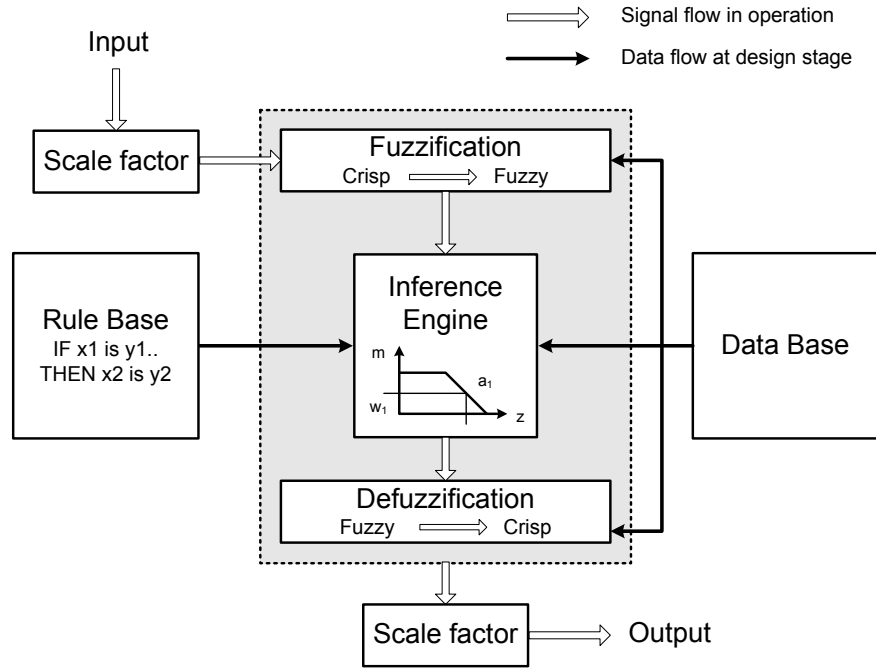 Signal flow in operation
Data flow at design stage
Input
Scale factor
Fuzzification
Crisp Fuzzy
Rule Base
IF x1 is y1..
THEN x2 is y2
Inference
Engine
m
a1
w1
z
Data Base
Defuzzification
Fuzzy Crisp
Scale factor
Output